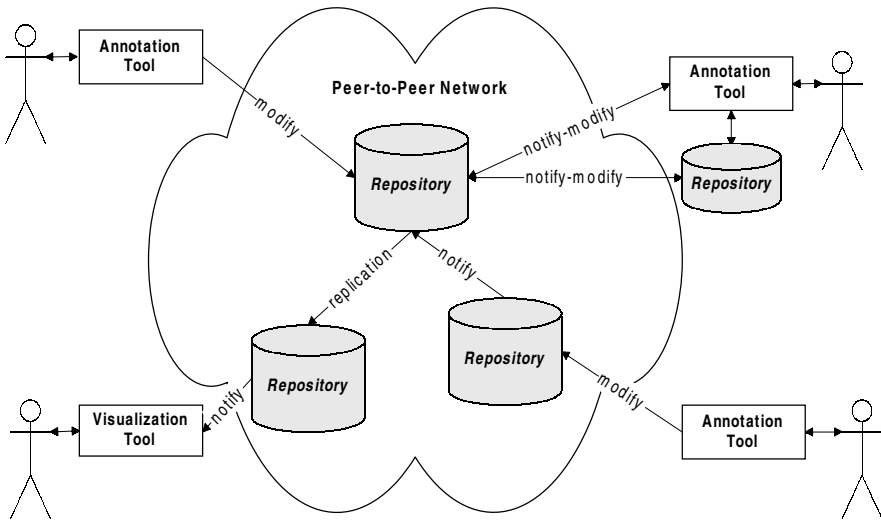 Annotation
Tool
Peer-to-Peer Network
Annotation
Tool
modify
notify-modify
Repository
notify-modify
Repository
replication
notify
Repository
Repository
notify
modify
Visualization
Tool
Annotation
Tool